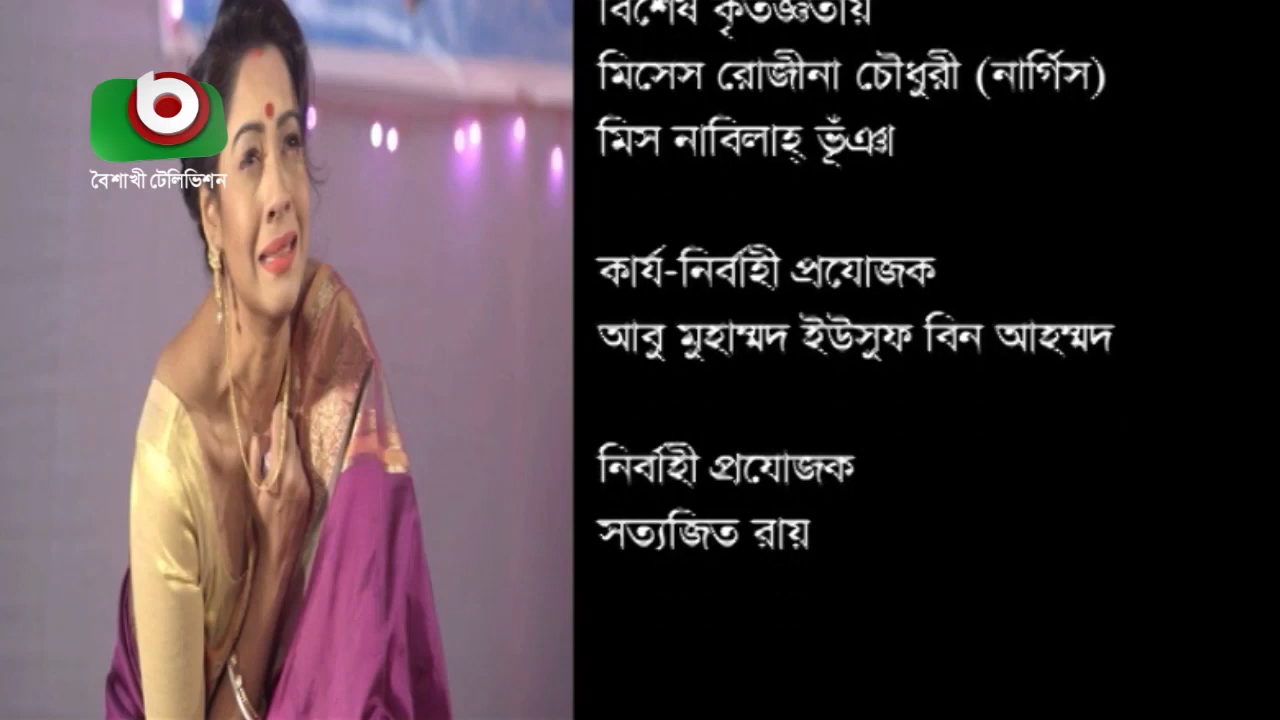 বৈশাখী টেলিভিশন
বিশেষ কৃতজ্ঞতায়
মিসেস রোজীনা চৌধুরী (নার্গিস)
মিস নাবিলাহ্ ভূঁঞা
কার্য-নির্বাহী প্রযোজক
আবু মুহাম্মদ ইউসুফ বিন আহম্মদ
নির্বাহী প্রযোজক
সত্যজিত রায়